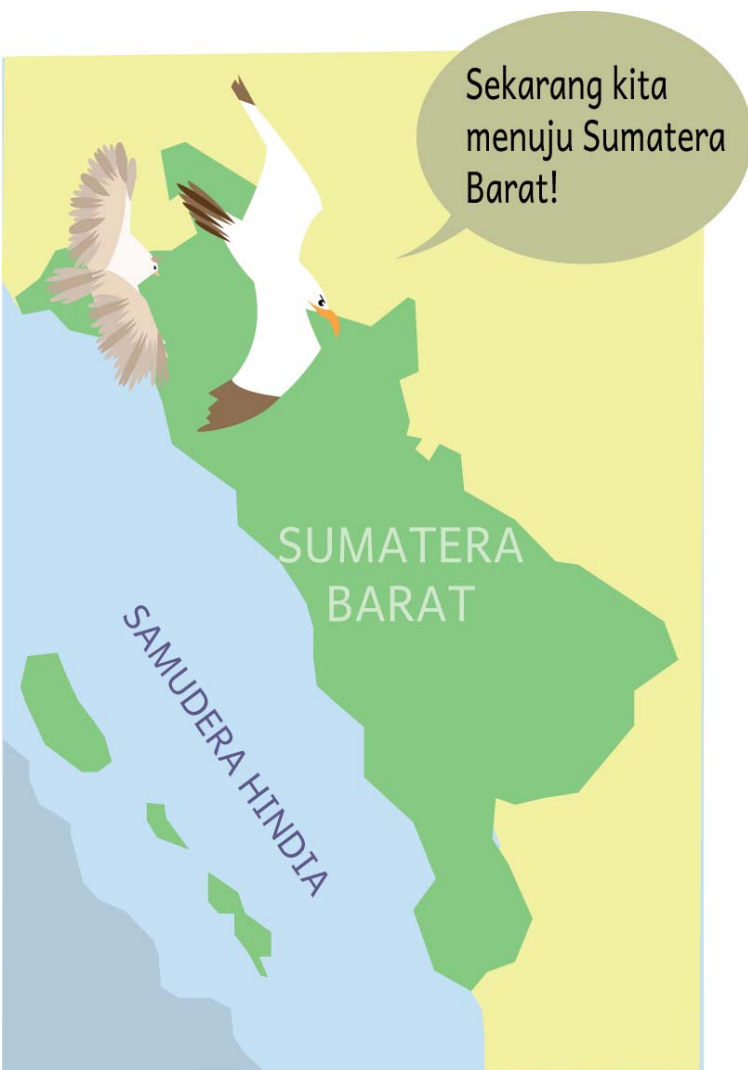 Sekarang kita
menuju Sumatera
Barat!
SUMATERA
BARAT
SAMUDERA HINDIA